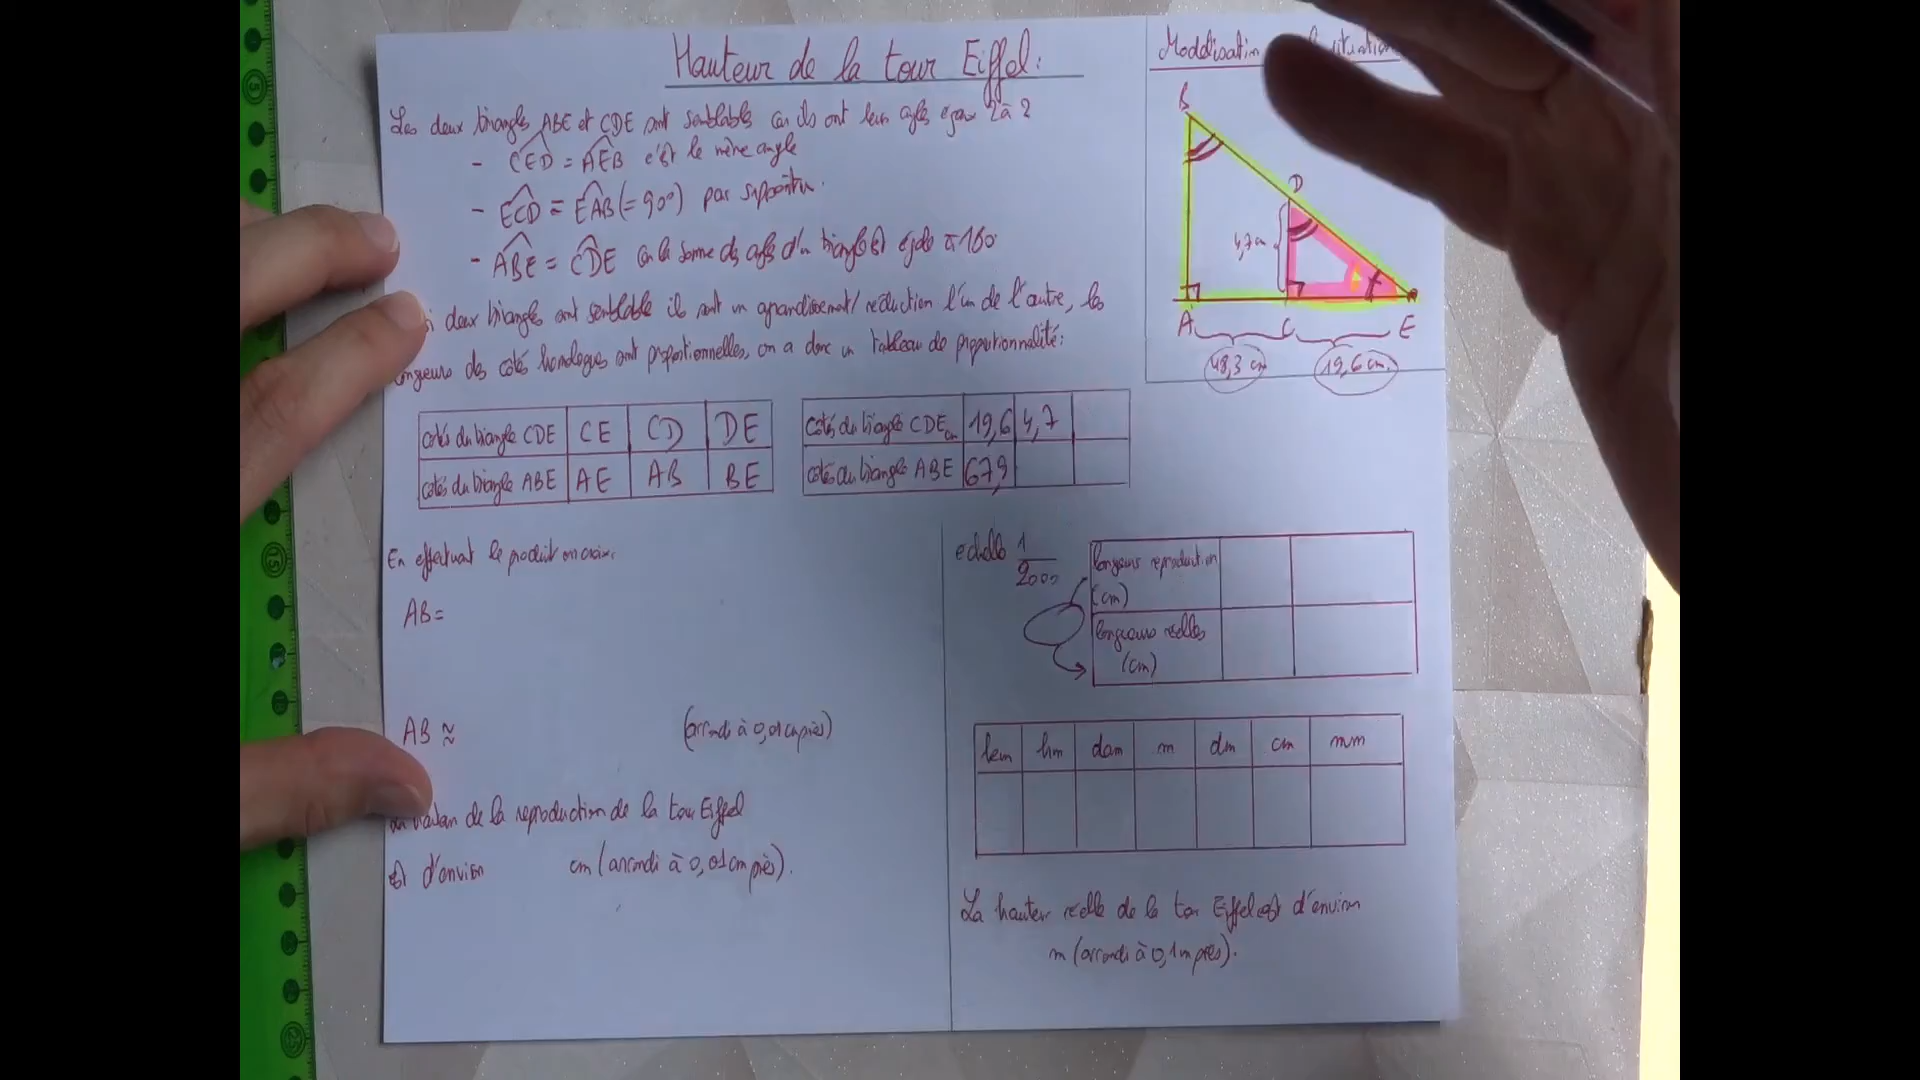 Hauteur de la tour Eiffel:
Les deux triangles ABE et CDE sont semblables car ils ont leurs angles égaux 2 à 2
- CED = AEB c'est le même angle
- ECD = EAB (= 90°) par supposition.
- ABE = CDE car la somme des angles d'un triangle est égale à 180
deux triangles sont semblable ils sont un agrandissement/réduction l'un de l'autre, les
longueurs des cotés homologues sont proportionnelles, on a donc un tableau de proportionnalité:
cotés du triangle CDE CE CD DE
cotés du triangle ABE AE AB BE
cotés du triangle CDE cm 19,6 4,7
cotés du triangle ABE 67,9
En effectuant le produit en croix:
AB=
AB ≈ (arrondi à 0,01 cm près)
de la reproduction de la tour Eiffel
est d'environ cm (arrondi à 0,01 cm près).
Modélisation
B
D
4,7 cm
A C E
48,3 cm 19,6 cm
échelle 1/2000
longueurs reproduction
(cm)
longueurs réelles
(cm)
km hm dam m dm cm mm
La hauteur réelle de la tour Eiffel est d'environ
m (arrondi à 0,1 m près).